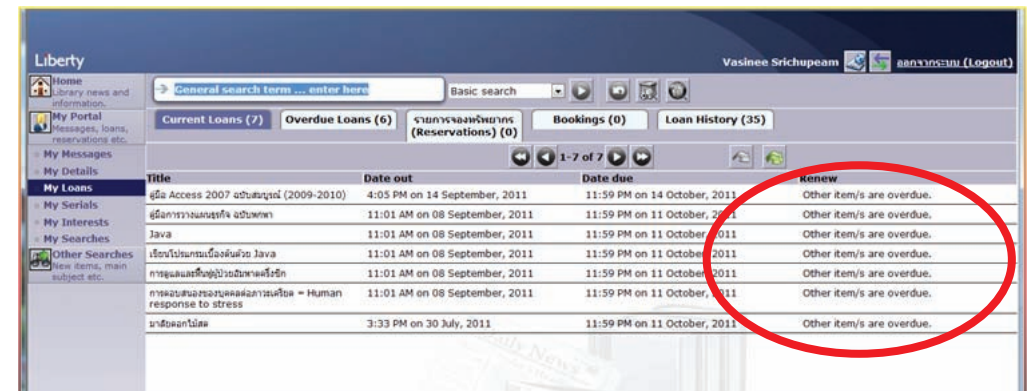 Liberty
Vasinee Srichupeam ออกจากระบบ (Logout)
Home
Library news and
information.
General search term ... enter here
Basic search
My Portal
Messages, loans,
reservations etc.
Current Loans (7)
Overdue Loans (6)
รายการจองทรัพยากร
(Reservations) (0)
Bookings (0)
Loan History (35)
My Messages
1-7 of 7
My Details
My Loans
My Serials
My Interests
My Searches
Other Searches
New items, main
subject etc.
Title Date out Date due Renew
คู่มือ Access 2007 ฉบับสมบูรณ์ (2009-2010) 4:05 PM on 14 September, 2011 11:59 PM on 14 October, 2011 Other item/s are overdue.
คู่มือการวางแผนธุรกิจ ฉบับพกพา 11:01 AM on 08 September, 2011 11:59 PM on 11 October, 2011 Other item/s are overdue.
Java 11:01 AM on 08 September, 2011 11:59 PM on 11 October, 2011 Other item/s are overdue.
เขียนโปรแกรมเบื้องต้นด้วย Java 11:01 AM on 08 September, 2011 11:59 PM on 11 October, 2011 Other item/s are overdue.
การดูแลและฟื้นฟูผู้ป่วยอัมพาตครึ่งซีก 11:01 AM on 08 September, 2011 11:59 PM on 11 October, 2011 Other item/s are overdue.
การตอบสนองของบุคคลต่อภาวะเครียด = Human 11:01 AM on 08 September, 2011 11:59 PM on 11 October, 2011 Other item/s are overdue.
response to stress
มาลัยดอกไม้สด 3:33 PM on 30 July, 2011 11:59 PM on 11 October, 2011 Other item/s are overdue.
Daily News